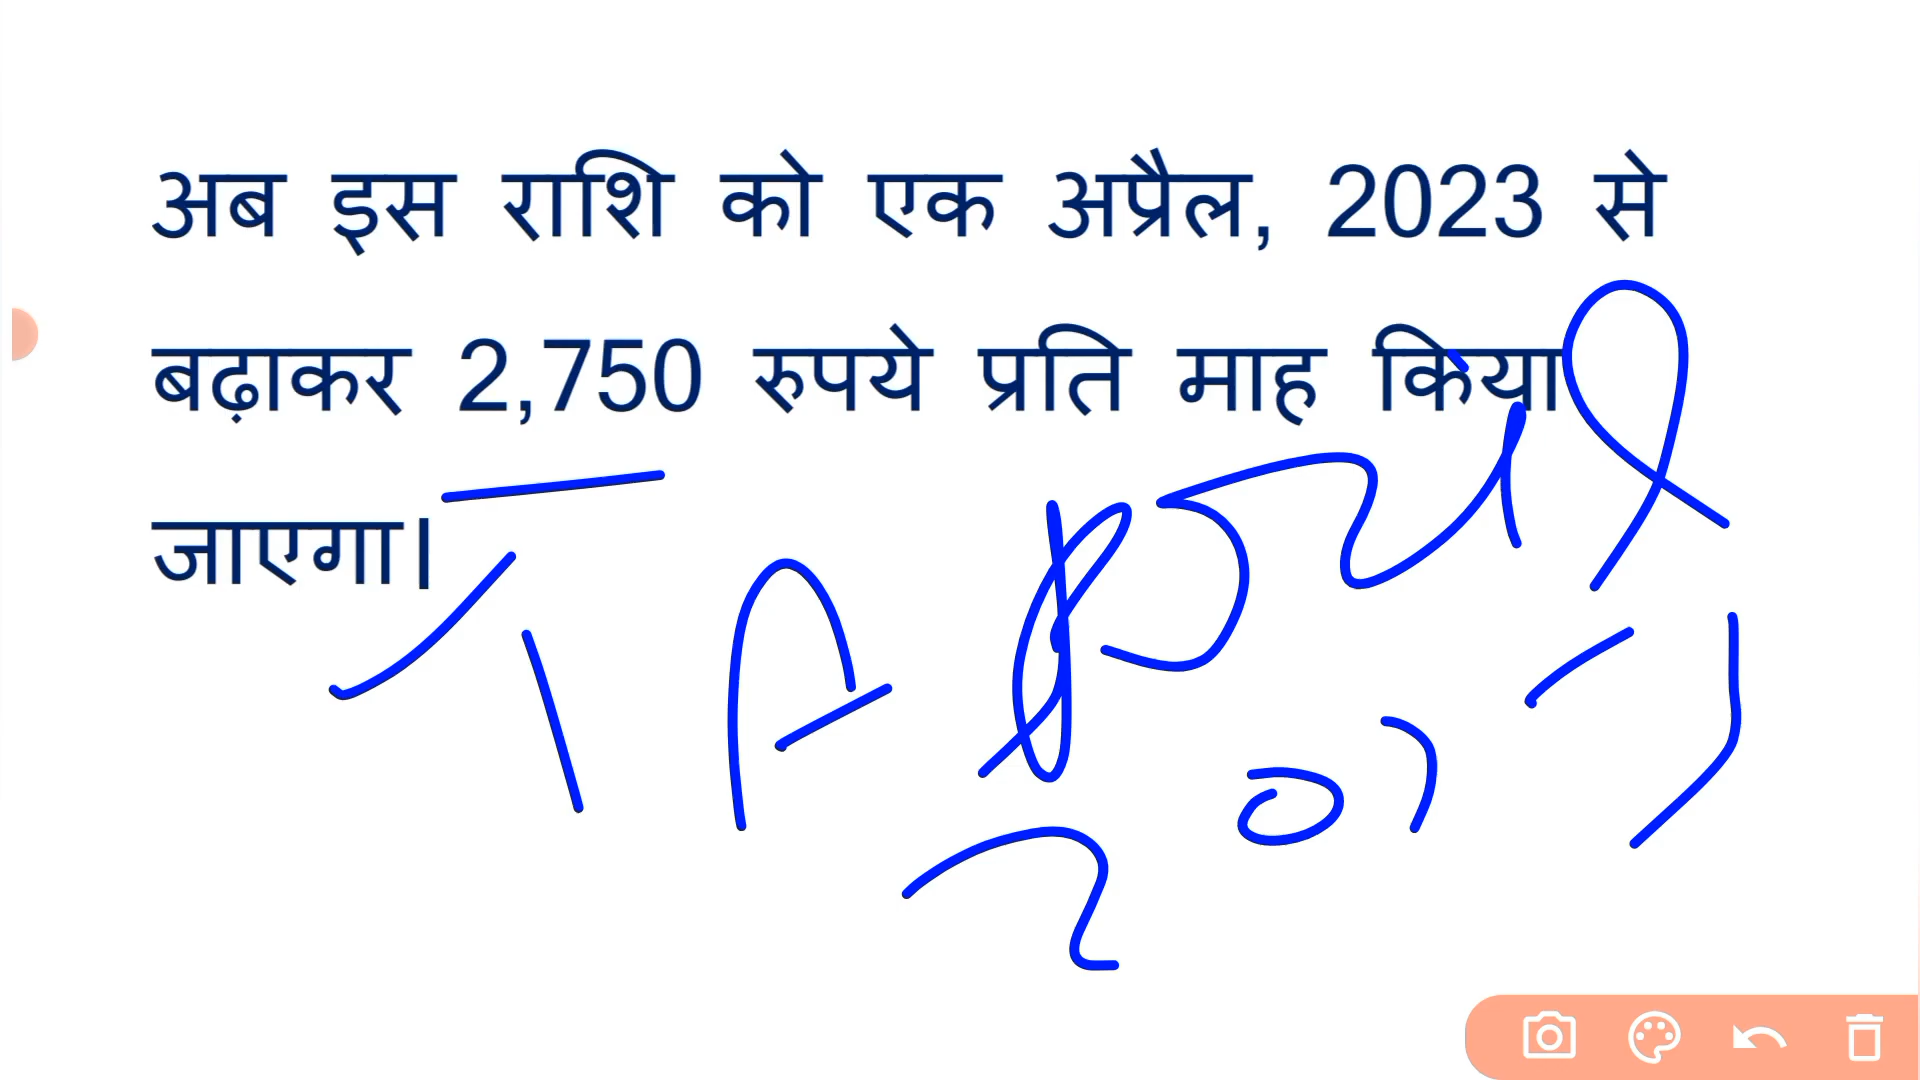 अब इस राशि को एक अप्रैल, 2023 से
बढ़ाकर 2,750 रुपये प्रति माह किया
जाएगा।